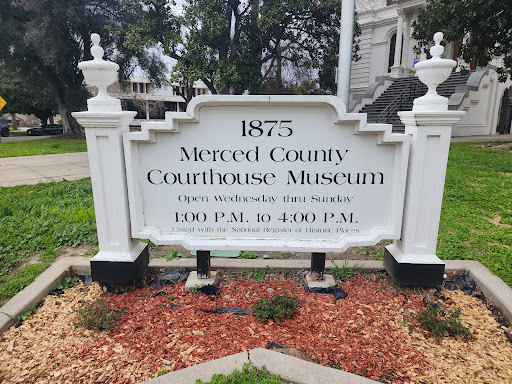 1875
Merced County
Courthouse Museum
Open Wednesday thru Sunday
1:00 P.M. to 4:00 P.M.
Listed with the National Register of Historic Places